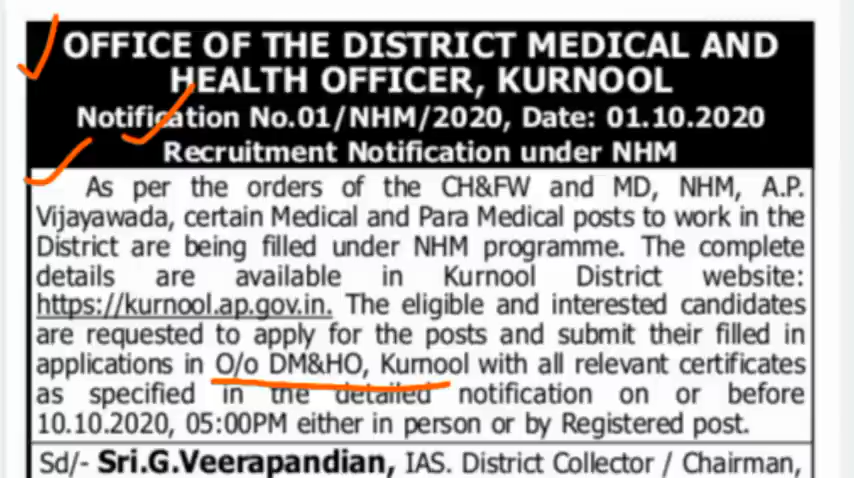 OFFICE OF THE DISTRICT MEDICAL AND
HEALTH OFFICER, KURNOOL
Notification No.01/NHM/2020, Date: 01.10.2020
Recruitment Notification under NHM
As per the orders of the CH&FW and MD, NHM, A.P.
Vijayawada, certain Medical and Para Medical posts to work in the
District are being filled under NHM programme. The complete
details are available in Kurnool District website:
https://kurnool.ap.gov.in. The eligible and interested candidates
are requested to apply for the posts and submit their filled in
applications in O/o DM&HO, Kurnool with all relevant certificates
as specified in the detailed notification on or before
10.10.2020, 05:00PM either in person or by Registered post.
Sd/- Sri.G.Veerapandian, IAS. District Collector / Chairman,